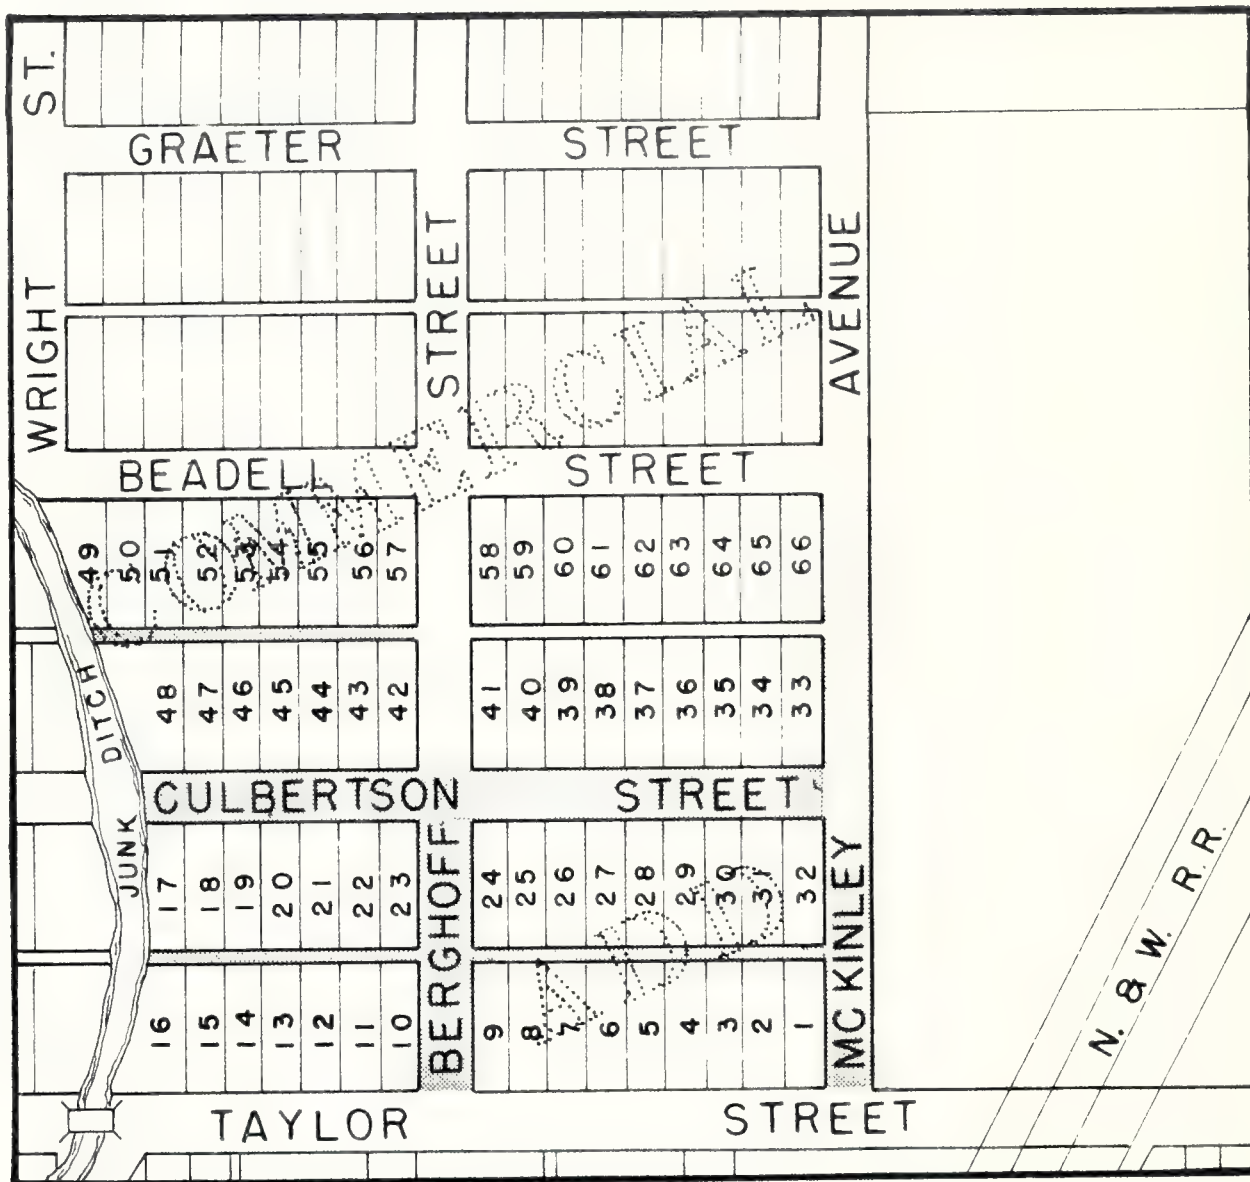 WRIGHT ST.
GRAETER STREET
BERGHOFF STREET
MC KINLEY AVENUE
BEADELL STREET
COMMERCIAL ADD
49 50 51 52 53 54 55 56 57
58 59 60 61 62 63 64 65 66
48 47 46 45 44 43 42
41 40 39 38 37 36 35 34 33
JUNK DITCH
CULBERTSON STREET
17 18 19 20 21 22 23
24 25 26 27 28 29 30 31 32
16 15 14 13 12 11 10
9 8 7 6 5 4 3 2 1
N. & W. R. R.
TAYLOR STREET